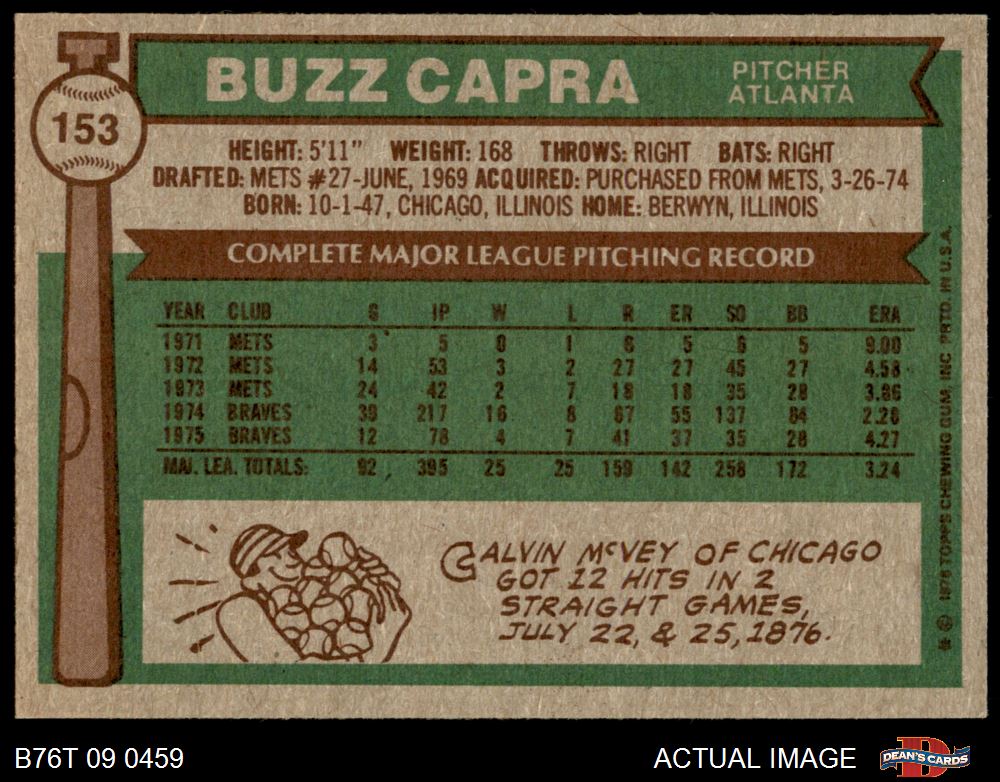 BUZZ CAPRA
PITCHER
ATLANTA
153
HEIGHT: 5'11" WEIGHT: 168 THROWS: RIGHT BATS: RIGHT
DRAFTED: METS #27-JUNE, 1969 ACQUIRED: PURCHASED FROM METS, 3-26-74
BORN: 10-1-47, CHICAGO, ILLINOIS HOME: BERWYN, ILLINOIS
COMPLETE MAJOR LEAGUE PITCHING RECORD
YEAR CLUB G IP W L R ER SO BB ERA
1971 METS 3 5 0 1 6 5 6 5 9.00
1972 METS 14 53 3 2 27 27 45 27 4.58
1973 METS 24 42 2 7 18 18 35 28 3.86
1974 BRAVES 39 217 16 8 67 55 137 84 2.28
1975 BRAVES 12 78 4 7 41 37 35 28 4.27
MAJ. LEA. TOTALS: 92 395 25 25 159 142 258 172 3.24
CALVIN McVEY OF CHICAGO
GOT 12 HITS IN 2
STRAIGHT GAMES,
JULY 22, & 25, 1876.
* © 1976 TOPPS CHEWING GUM, INC. PRTD. IN U.S.A.
B76T 09 0459
ACTUAL IMAGE
DEAN'S CARDS